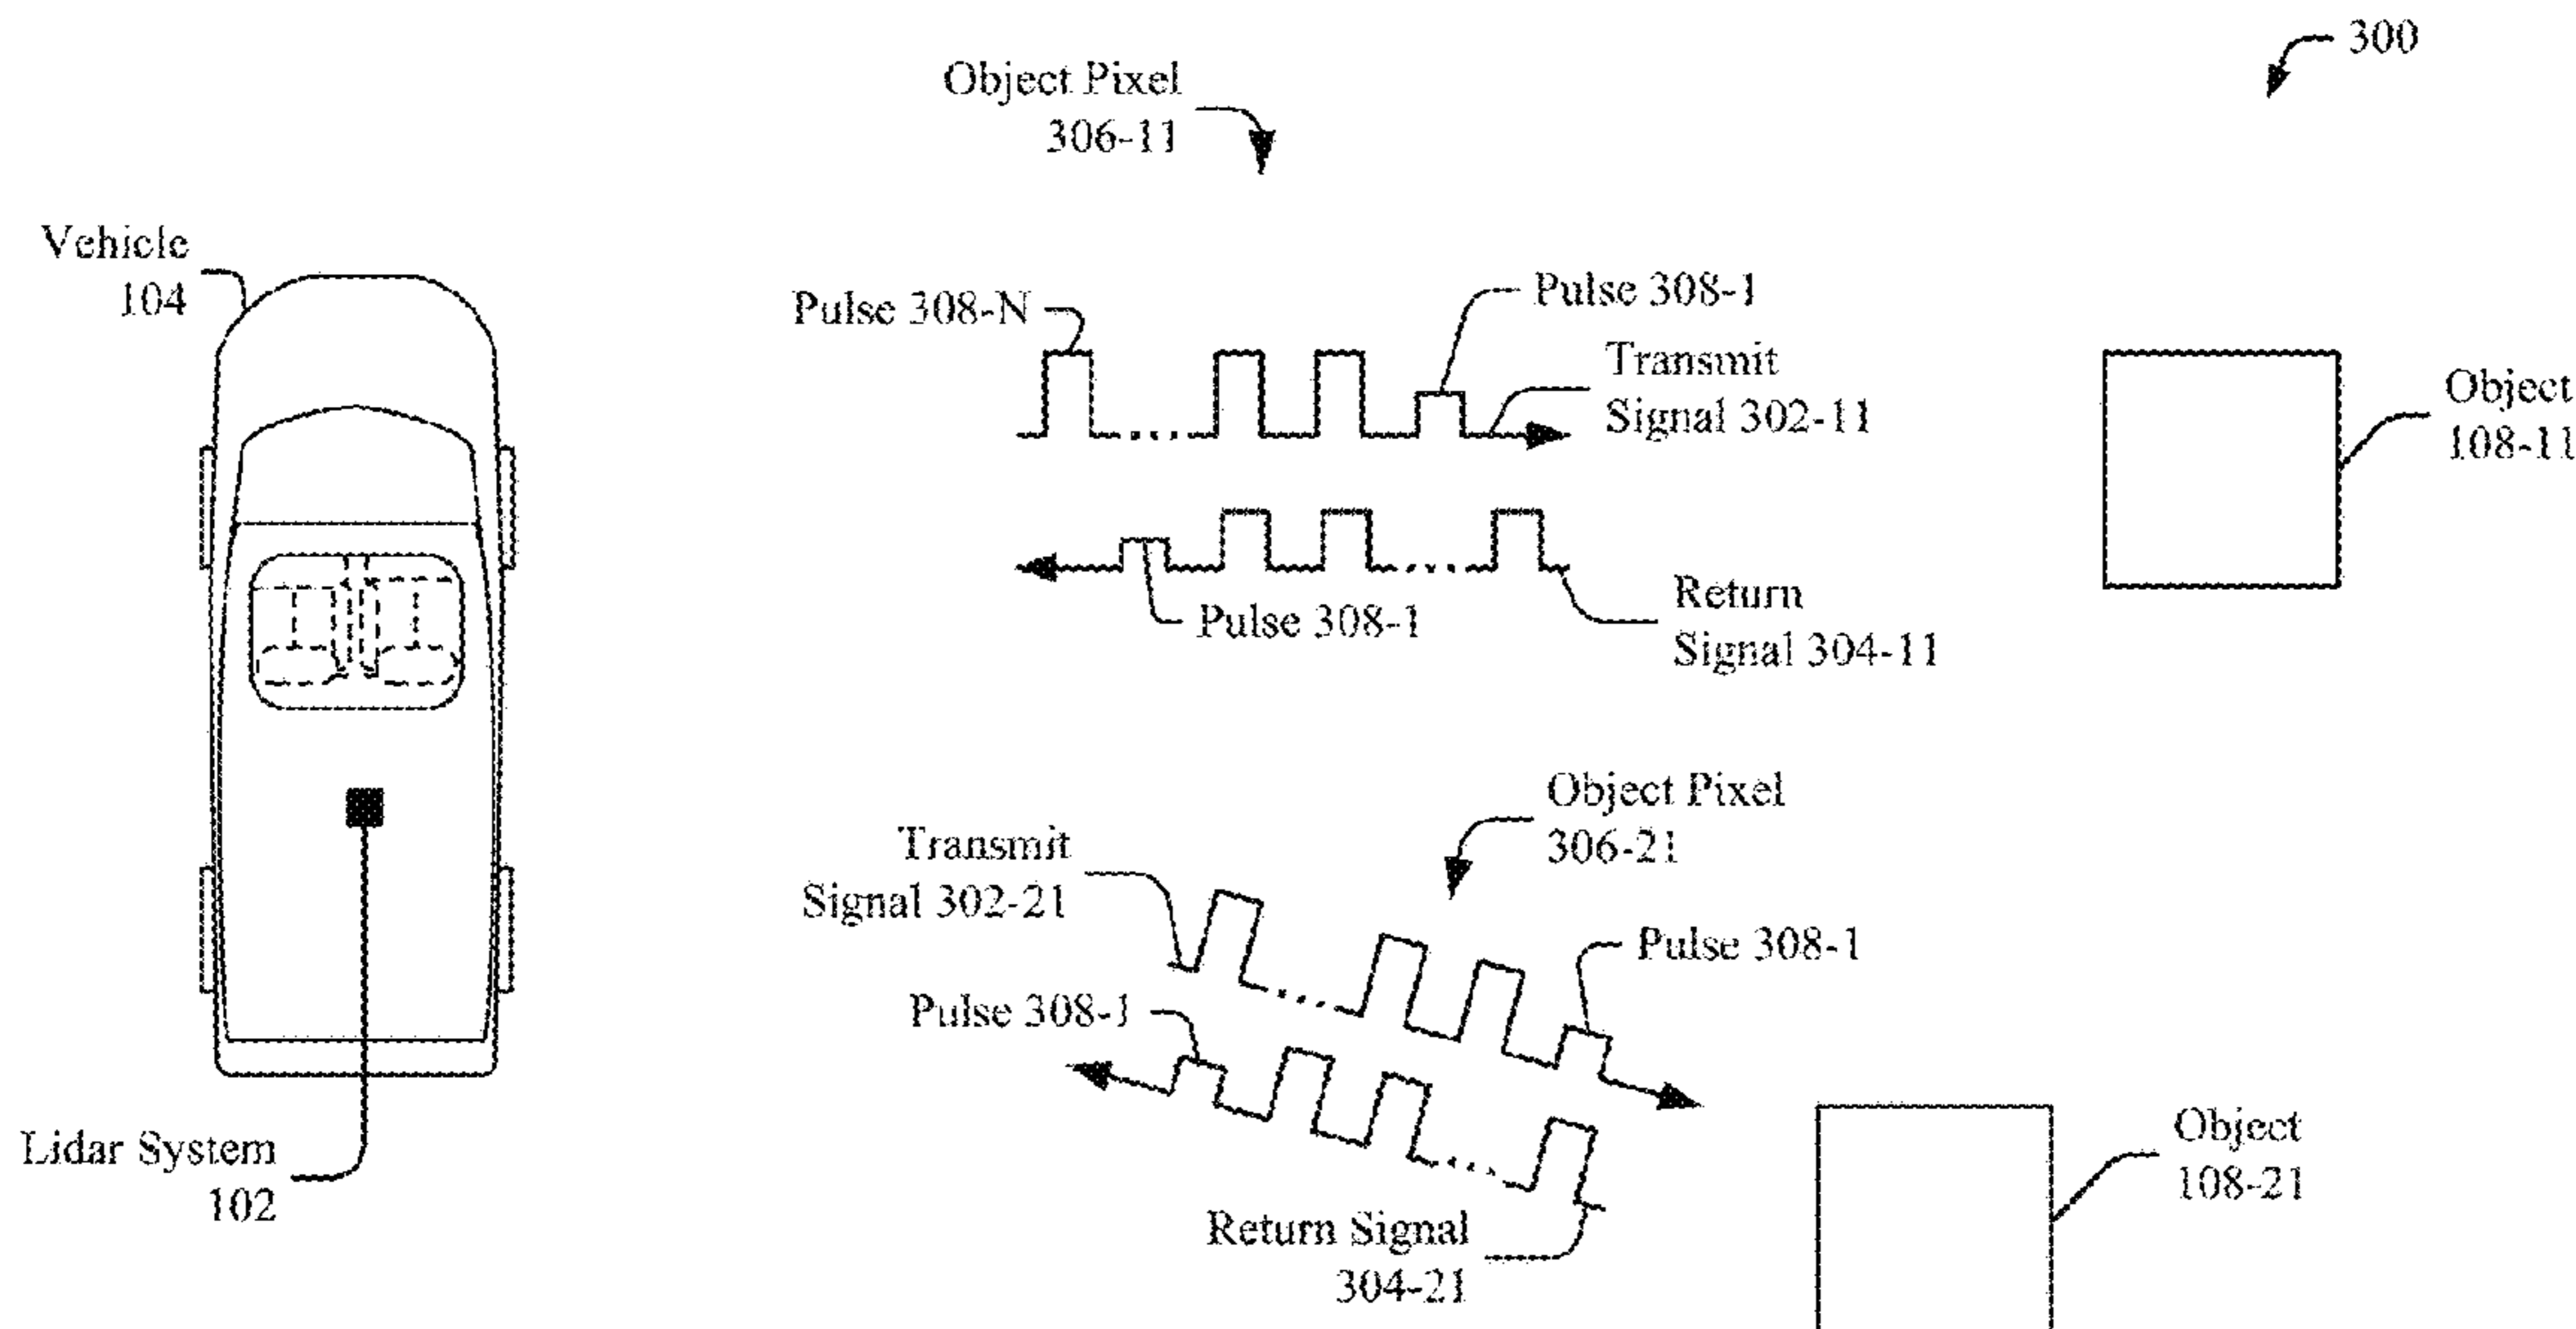 300
Object Pixel
306-11
Vehicle
104
Pulse 308-N
Pulse 308-1
Transmit
Signal 302-11
Object
108-11
Pulse 308-1
Return
Signal 304-11
Object Pixel
306-21
Transmit
Signal 302-21
Pulse 308-1
Pulse 308-1
Lidar System
102
Object
108-21
Return Signal
304-21